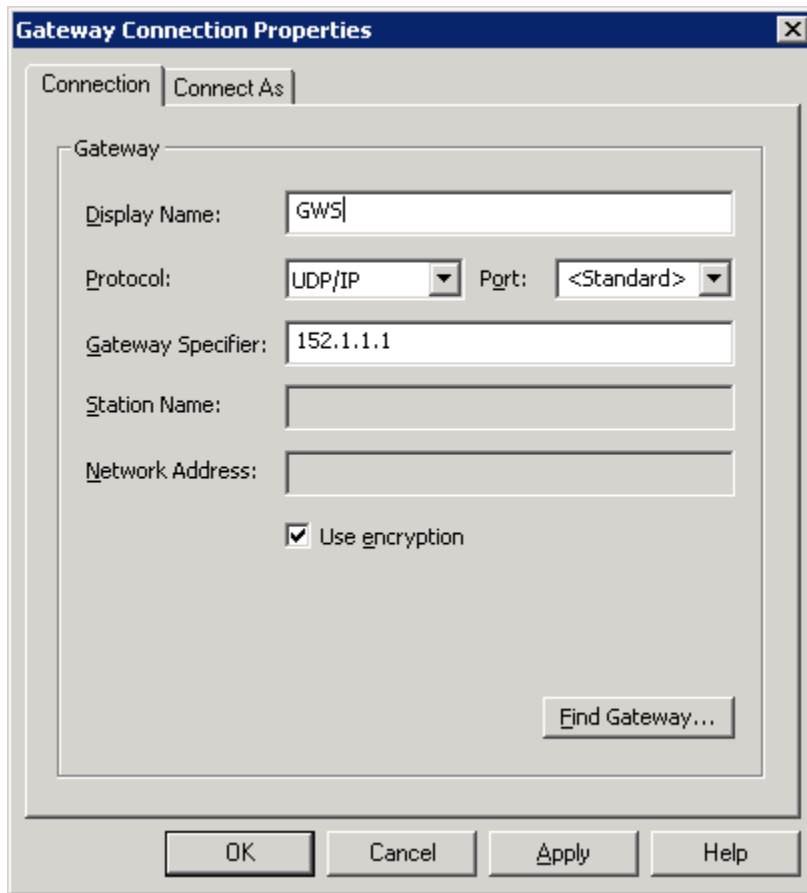 Gateway Connection Properties
Connection Connect As
Gateway
Display Name: GWS
Protocol: UDP/IP Port: <Standard>
Gateway Specifier: 152.1.1.1
Station Name:
Network Address:
Use encryption
Find Gateway...
OK Cancel Apply Help